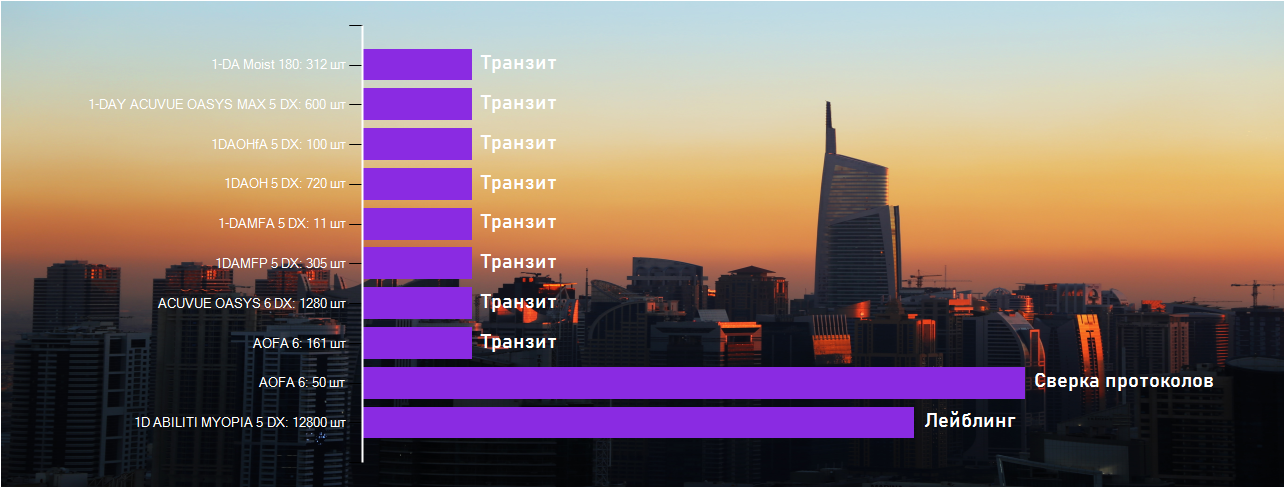 1-DA Moist 180: 312 шт Транзит
1-DAY ACUVUE OASYS MAX 5 DX: 600 шт Транзит
1DAOHfA 5 DX: 100 шт Транзит
1DAOH 5 DX: 720 шт Транзит
1-DAMFA 5 DX: 11 шт Транзит
1DAMFP 5 DX: 305 шт Транзит
ACUVUE OASYS 6 DX: 1280 шт Транзит
AOFA 6: 161 шт Транзит
AOFA 6: 50 шт Сверка протоколов
1D ABILITI MYOPIA 5 DX: 12800 шт Лейблинг